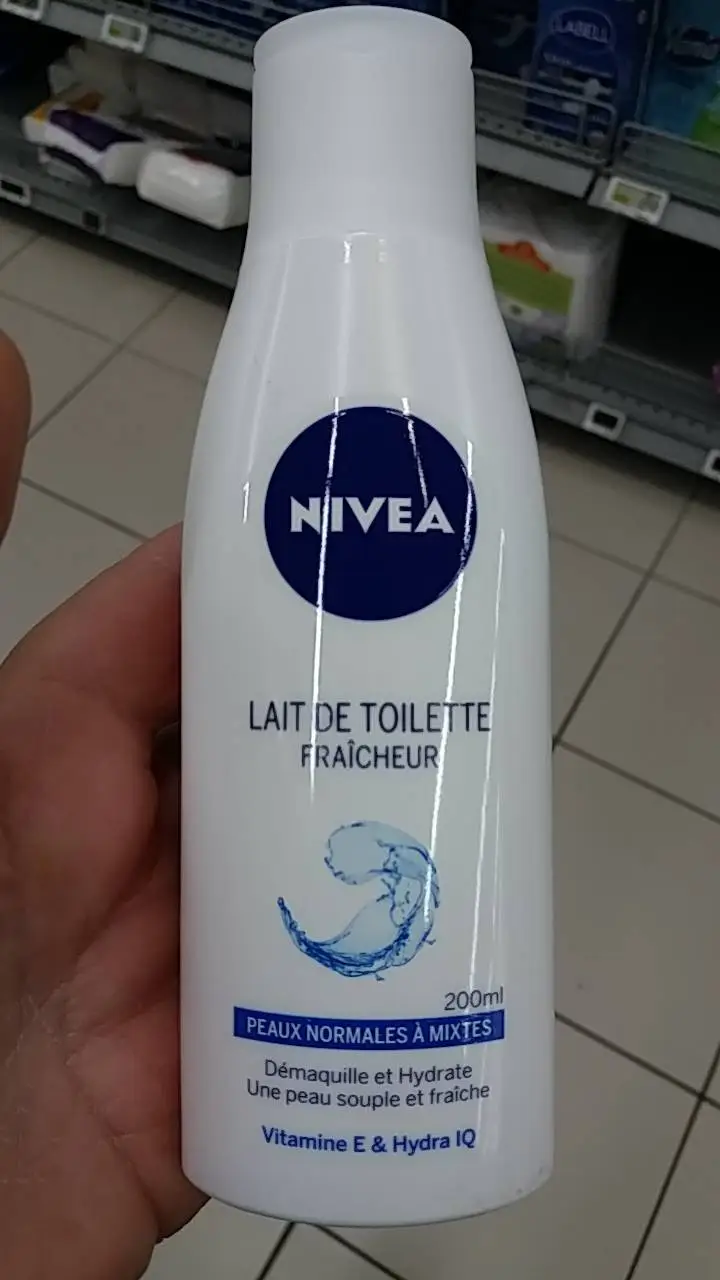 LABELL
NIVEA
LAIT DE TOILETTE
FRAÎCHEUR
200ml
PEAUX NORMALES À MIXTES
Démaquille et Hydrate
Une peau souple et fraîche
Vitamine E & Hydra IQ